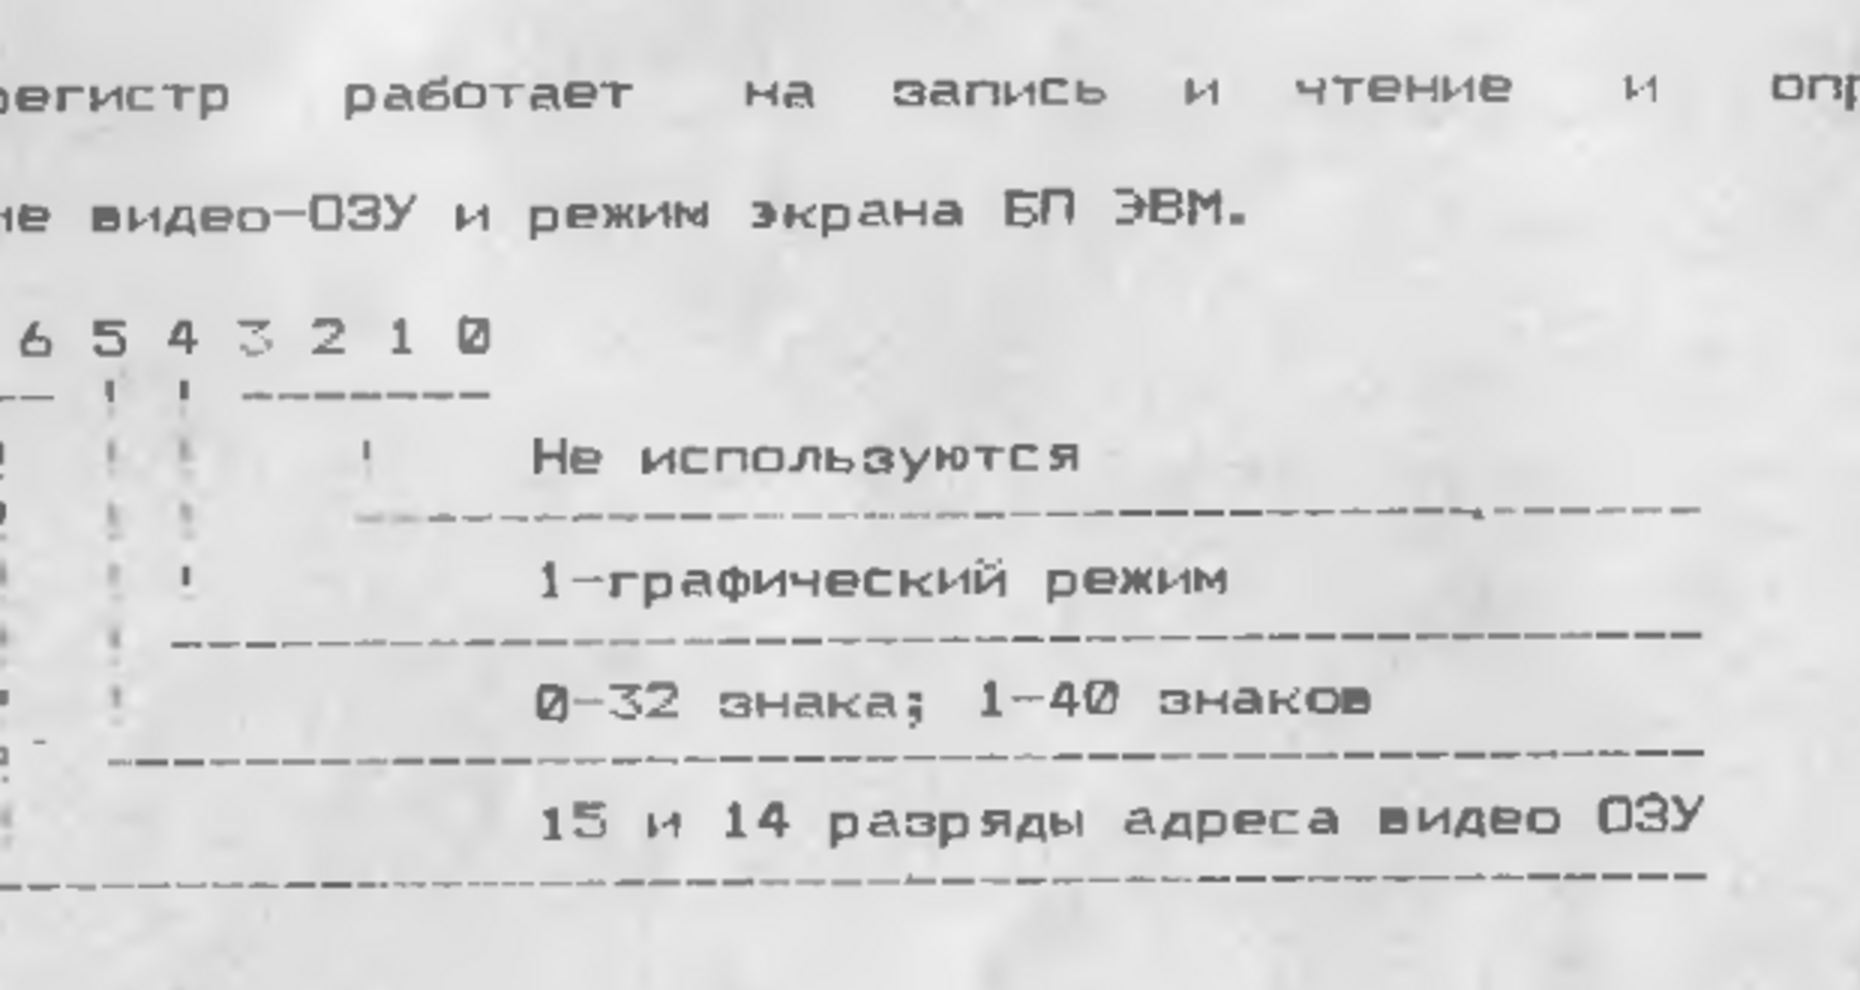 регистр работает на запись и чтение и опр
не видео-ОЗУ и режим экрана БП ЭВМ.
6 5 4 3 2 1 0
Не используются
1-графический режим
0-32 знака; 1-40 знаков
15 и 14 разряды адреса видео ОЗУ